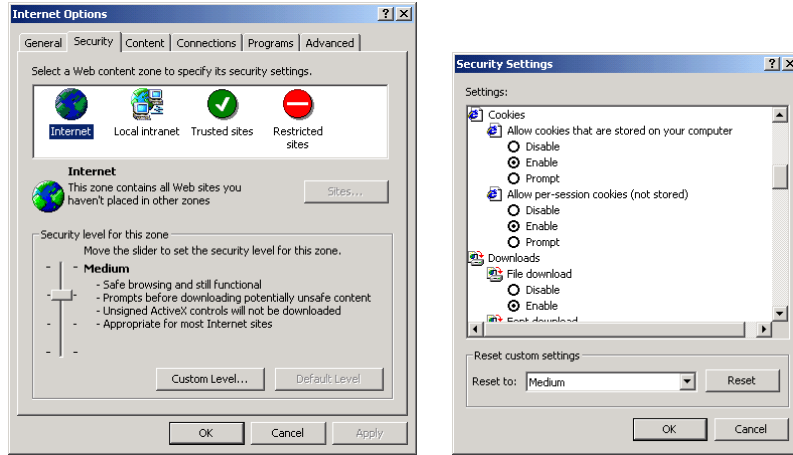 Internet Options
General Security Content Connections Programs Advanced
Select a Web content zone to specify its security settings.
Internet Local intranet Trusted sites Restricted
sites
Internet
This zone contains all Web sites you
haven't placed in other zones
Sites...
Security level for this zone
Move the slider to set the security level for this zone.
Medium
- Safe browsing and still functional
- Prompts before downloading potentially unsafe content
- Unsigned ActiveX controls will not be downloaded
- Appropriate for most Internet sites
Custom Level... Default Level
OK Cancel Apply
Security Settings
Settings:
Cookies
Allow cookies that are stored on your computer
Disable
Enable
Prompt
Allow per-session cookies (not stored)
Disable
Enable
Prompt
Downloads
File download
Disable
Enable
Font download
Reset custom settings
Reset to: Medium Reset
OK Cancel